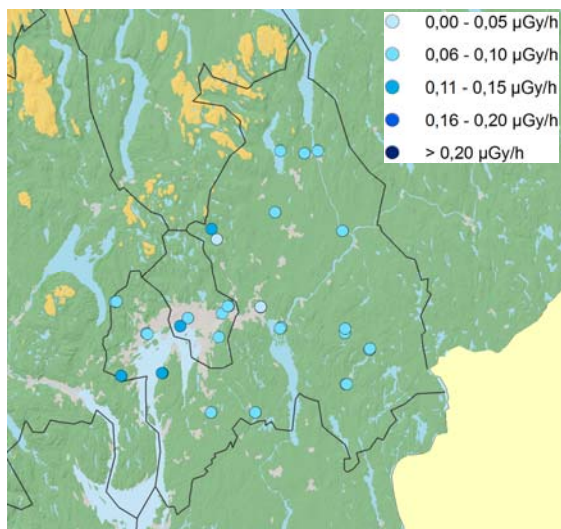 0,00 - 0,05 µGy/h
0,06 - 0,10 µGy/h
0,11 - 0,15 µGy/h
0,16 - 0,20 µGy/h
> 0,20 µGy/h